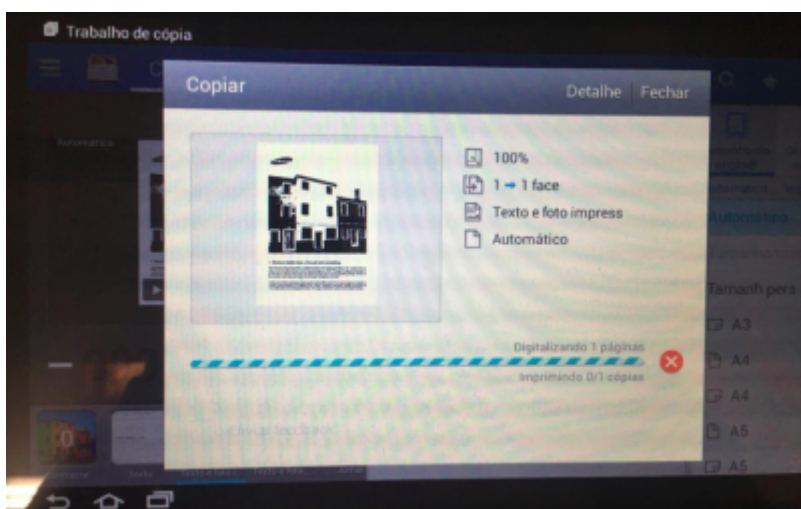 Trabalho de cópia
Copiar
Detalhe
Fechar
100%
1 → 1 face
Texto e foto impress
Automático
Digitalizando 1 páginas
Imprimindo 0/1 cópias
Automático
Automático
Tamanh pers
A3
A4
A4
A5
A5